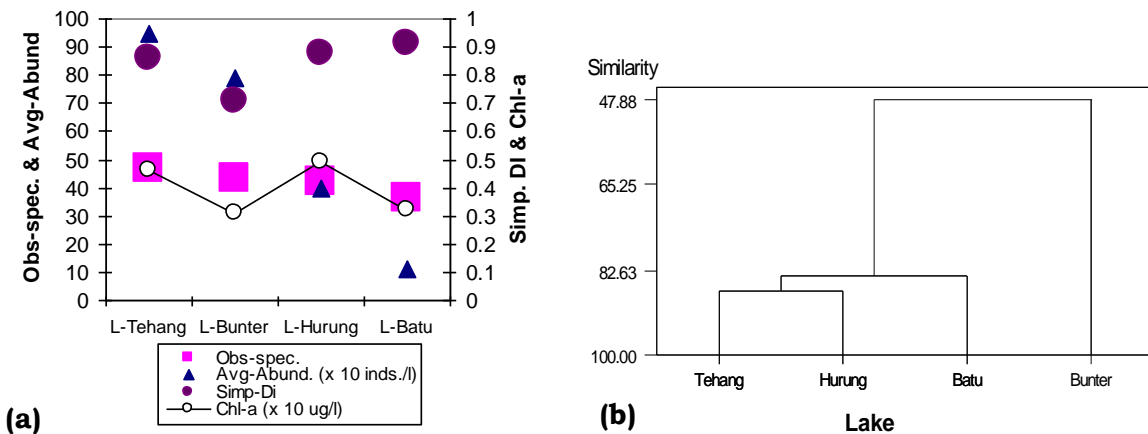 100
90
80
70
60
50
40
30
20
10
0
Obs-spec. & Avg-Abund
1
0.9
0.8
0.7
0.6
0.5
0.4
0.3
0.2
0.1
0
Simp. DI & Chl-a
L-Tehang L-Bunter L-Hurung L-Batu
Obs-spec.
Avg-Abund. (x 10 inds./l)
Simp-Di
Chl-a (x 10 ug/l)
(a)
Similarity
47.88
65.25
82.63
100.00
Tehang Hurung Batu Bunter
Lake
(b)